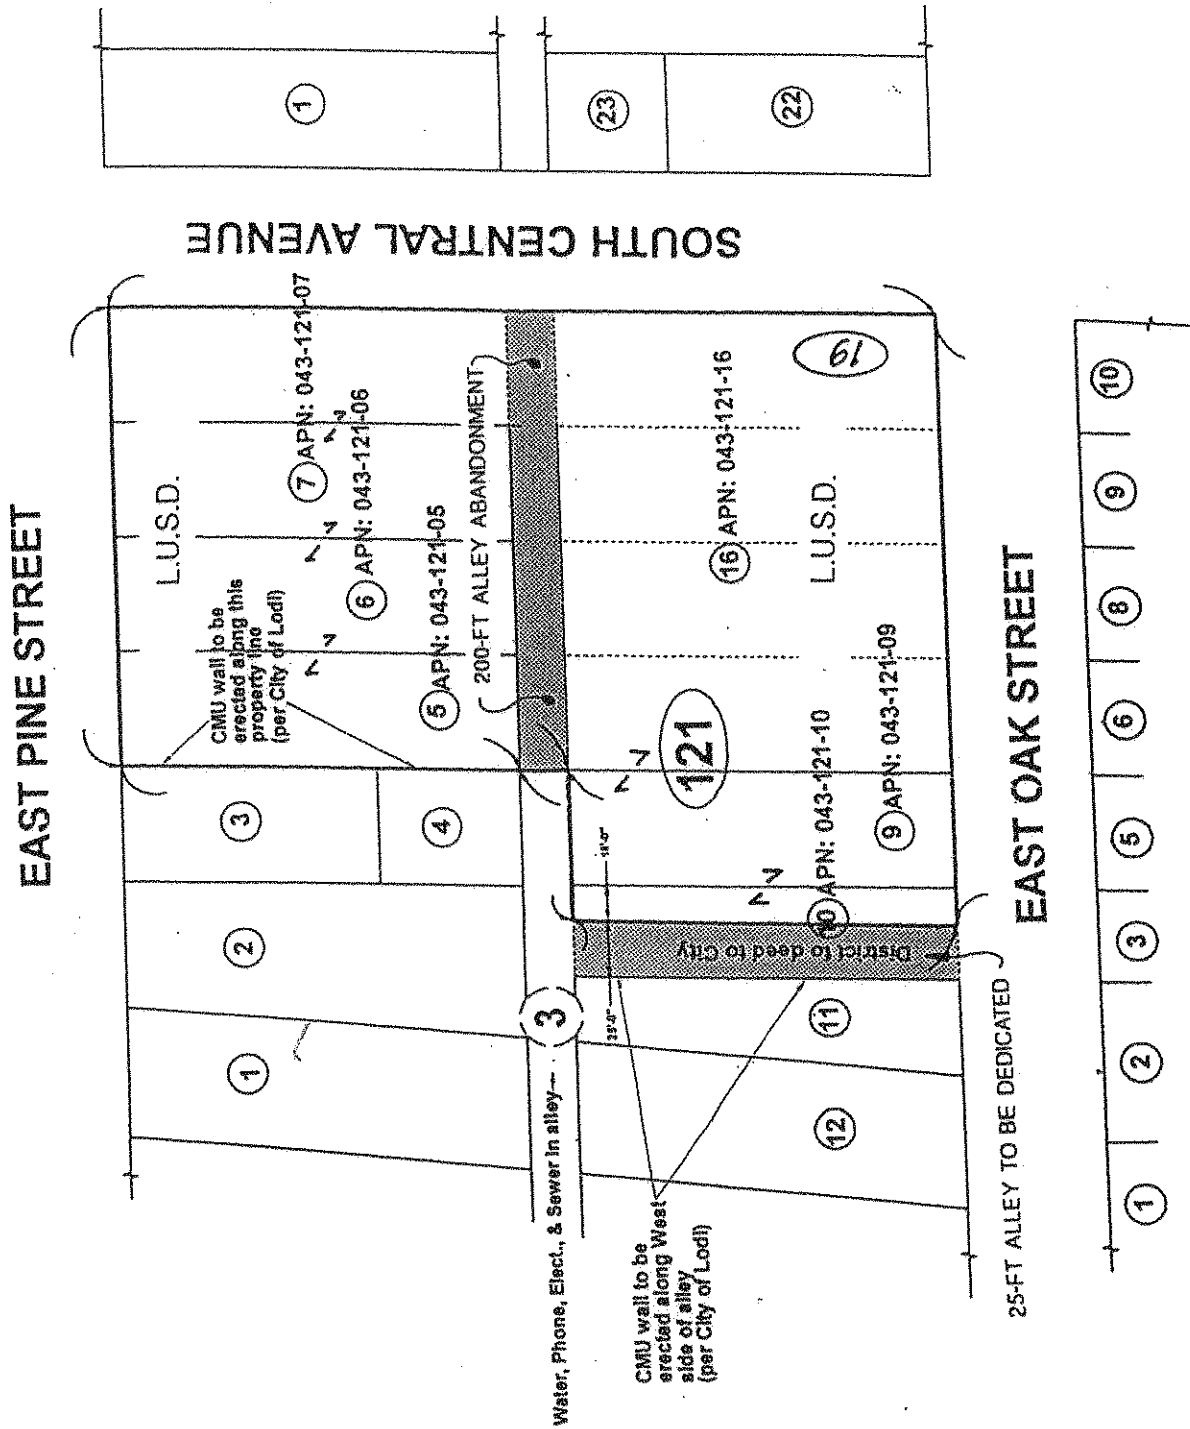 EAST PINE STREET
SOUTH CENTRAL AVENUE
EAST OAK STREET
L.U.S.D.
7 APN: 043-121-07
6 APN: 043-121-06
5 APN: 043-121-05
200-FT ALLEY ABANDONMENT
CMU wall to be
erected along this
property line
(per City of Lodi)
1
2
3
4
3
Water, Phone, Elect., & Sewer in alley
25'-0"
121
16 APN: 043-121-16
L.U.S.D.
19
10 APN: 043-121-10
9 APN: 043-121-09
District to deed to City
11
12
CMU wall to be
erected along West
side of alley
(per City of Lodi)
25-FT ALLEY TO BE DEDICATED
1
2
3
5
6
8
9
10
1
23
22